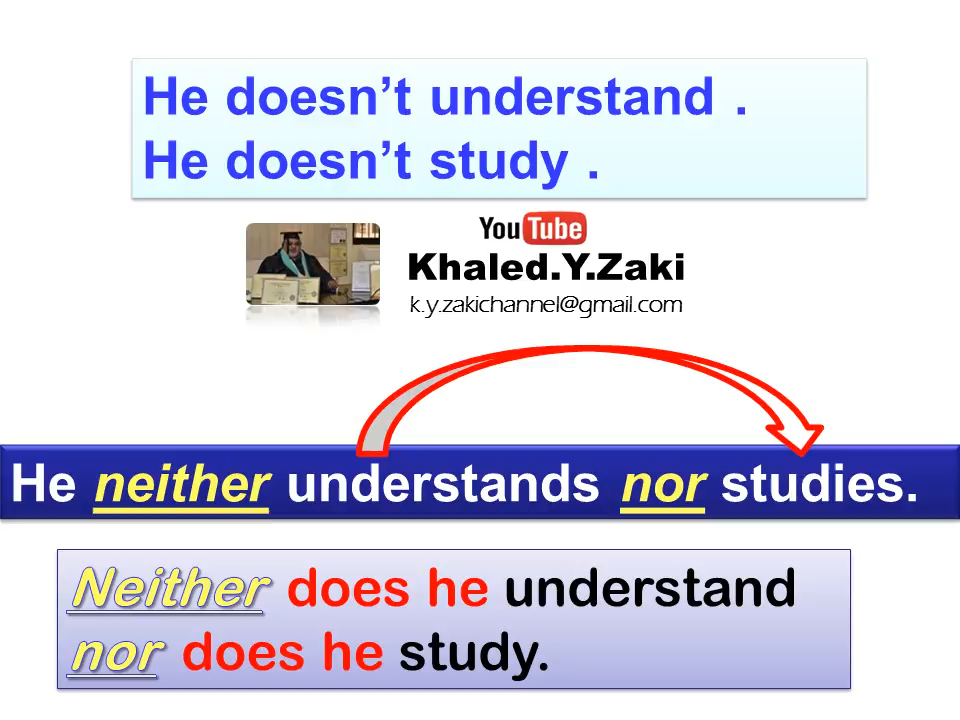 He doesn’t understand .
He doesn’t study .
YouTube
Khaled.Y.Zaki
k.y.zakichannel@gmail.com
He neither understands nor studies.
Neither does he understand
nor does he study.